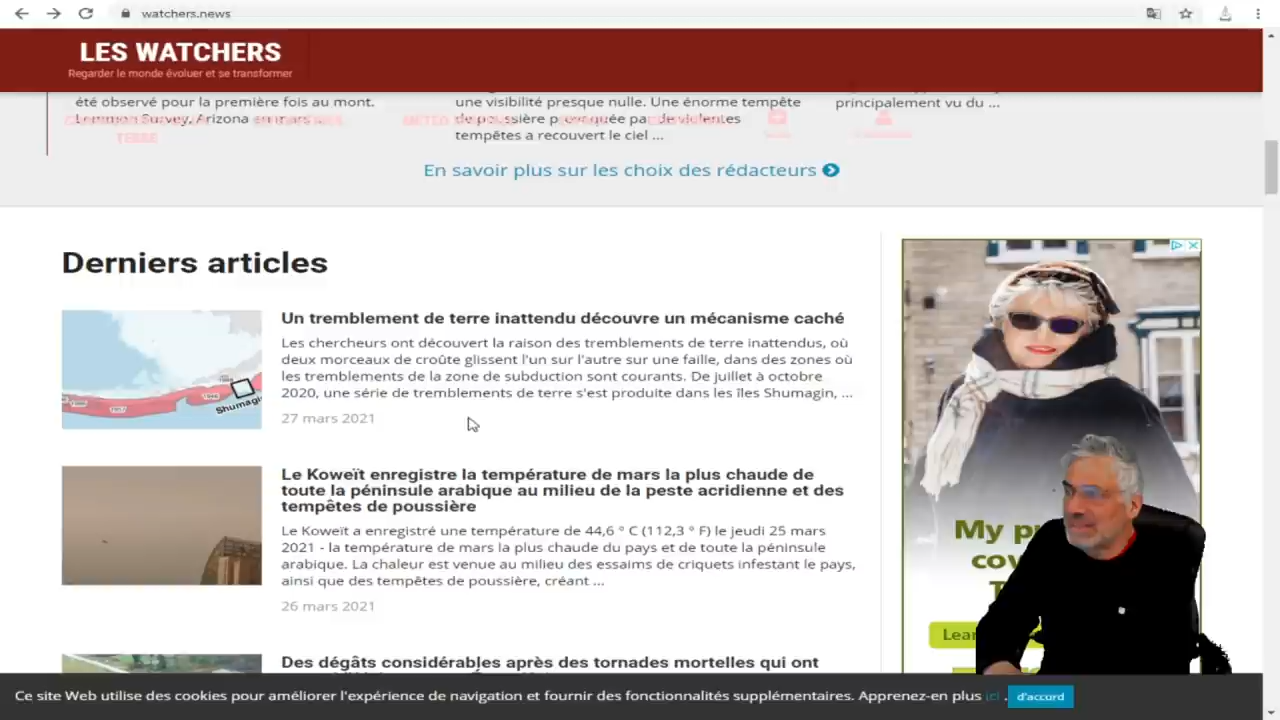 watchers.news
LES WATCHERS
Regarder le monde évoluer et se transformer
été observé pour la première fois au mont.
Lemmon Survey, Arizona en mars
TERRE
une visibilité presque nulle. Une énorme tempête
de poussière provoquée par de violentes
tempêtes a recouvert le ciel ...
principalement vu du ...
En savoir plus sur les choix des rédacteurs
Derniers articles
Un tremblement de terre inattendu découvre un mécanisme caché
Les chercheurs ont découvert la raison des tremblements de terre inattendus, où
deux morceaux de croûte glissent l'un sur l'autre sur une faille, dans des zones où
les tremblements de la zone de subduction sont courants. De juillet à octobre
2020, une série de tremblements de terre s'est produite dans les îles Shumagin, ...
27 mars 2021
Le Koweït enregistre la température de mars la plus chaude de
toute la péninsule arabique au milieu de la peste acridienne et des
tempêtes de poussière
Le Koweït a enregistré une température de 44,6 ° C (112,3 ° F) le jeudi 25 mars
2021 - la température de mars la plus chaude du pays et de toute la péninsule
arabique. La chaleur est venue au milieu des essaims de criquets infestant le pays,
ainsi que des tempêtes de poussière, créant ...
26 mars 2021
Des dégâts considérables après des tornades mortelles qui ont
My
Ce site Web utilise des cookies pour améliorer l'expérience de navigation et fournir des fonctionnalités supplémentaires. Apprenez-en plus ici .
d'accord